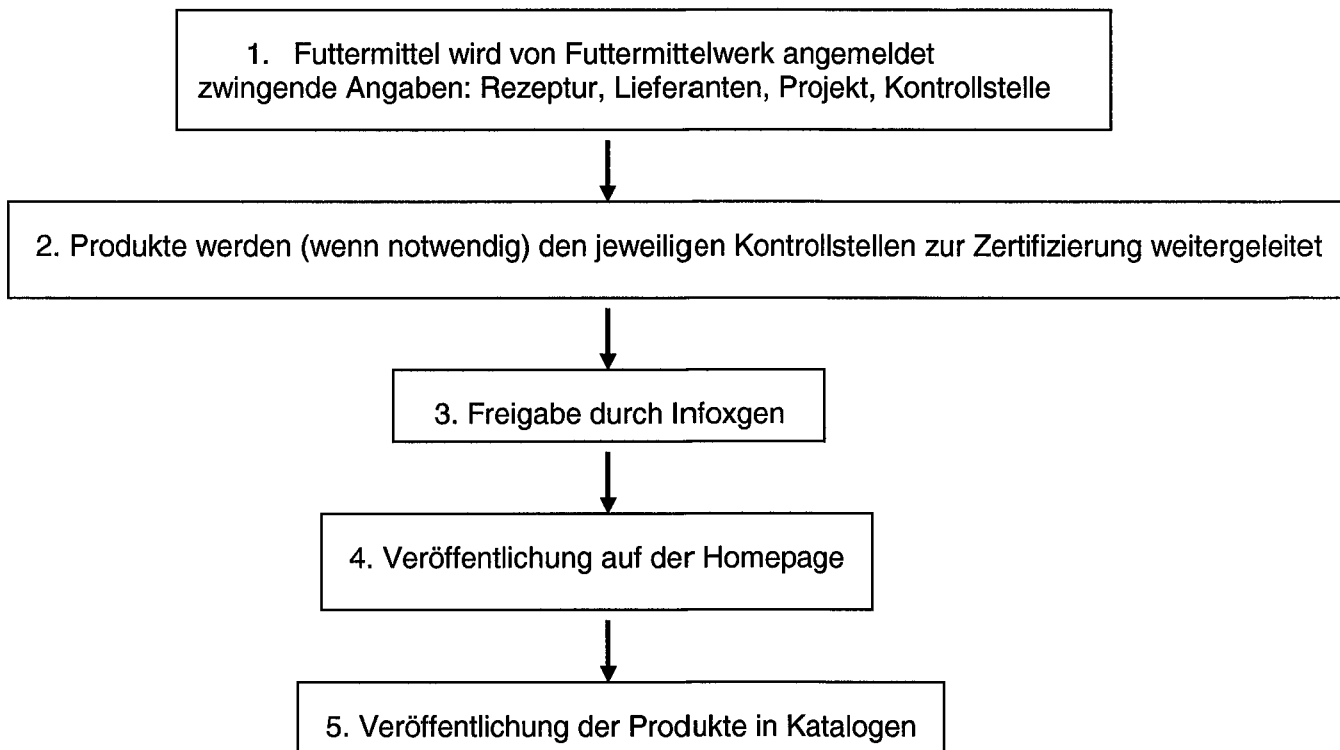 1. Futtermittel wird von Futtermittelwerk angemeldet
zwingende Angaben: Rezeptur, Lieferanten, Projekt, Kontrollstelle
2. Produkte werden (wenn notwendig) den jeweiligen Kontrollstellen zur Zertifizierung weitergeleitet
3. Freigabe durch Infoxgen
4. Veröffentlichung auf der Homepage
5. Veröffentlichung der Produkte in Katalogen